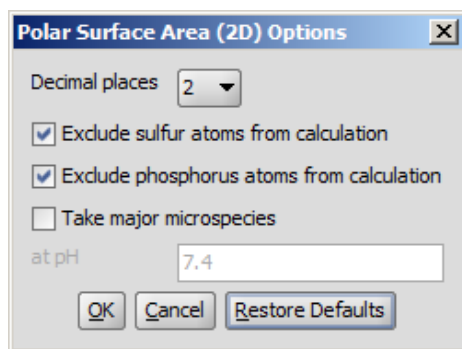 Polar Surface Area (2D) Options
Decimal places 2
Exclude sulfur atoms from calculation
Exclude phosphorus atoms from calculation
Take major microspecies
at pH 7.4
OK Cancel Restore Defaults